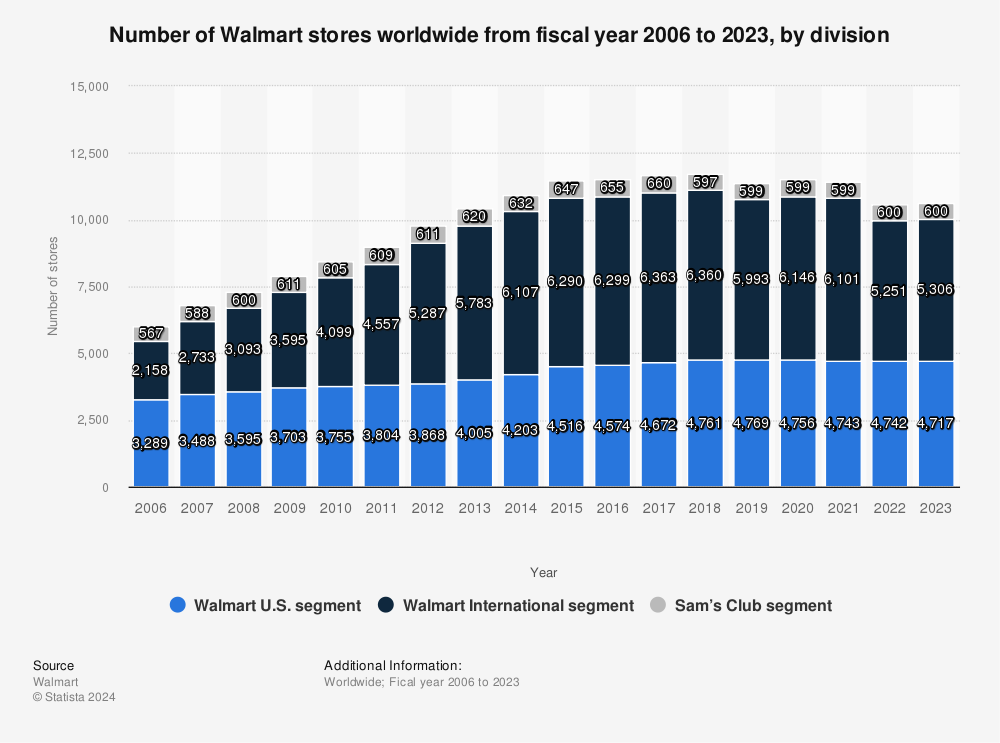 Number of Walmart stores worldwide from fiscal year 2006 to 2023, by division
Number of stores
15,000
12,500
10,000
7,500
5,000
2,500
0
567 588 600 611 605 609 611 620 632 647 655 660 597 599 599 599 600 600
2,158 2,733 3,093 3,595 4,099 4,557 5,287 5,783 6,107 6,290 6,299 6,363 6,360 5,993 6,146 6,101 5,251 5,306
3,289 3,488 3,595 3,703 3,755 3,804 3,868 4,005 4,203 4,516 4,574 4,672 4,761 4,769 4,756 4,743 4,742 4,717
2006 2007 2008 2009 2010 2011 2012 2013 2014 2015 2016 2017 2018 2019 2020 2021 2022 2023
Year
Walmart U.S. segment Walmart International segment Sam's Club segment
Source
Walmart
© Statista 2024
Additional Information:
Worldwide; Fical year 2006 to 2023